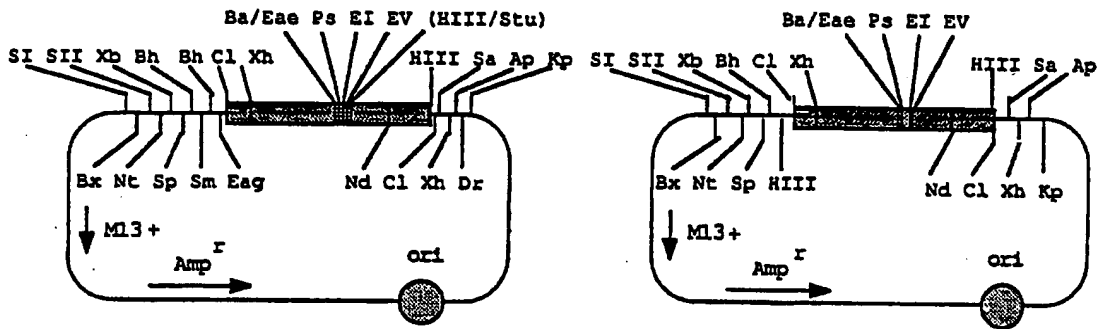 Ba/Eae Ps EI EV (HIII/Stu)
SI SII Xb Bh Bh Cl Xh HIII Sa Ap Kp
Bx Nt Sp Sm Eag Nd Cl Xh Dr
M13+
Amp r
ori
Ba/Eae Ps EI EV
SI SII Xb Bh Cl Xh HIII Sa Ap
Bx Nt Sp HIII Nd Cl Xh Kp
M13+
Amp r
ori